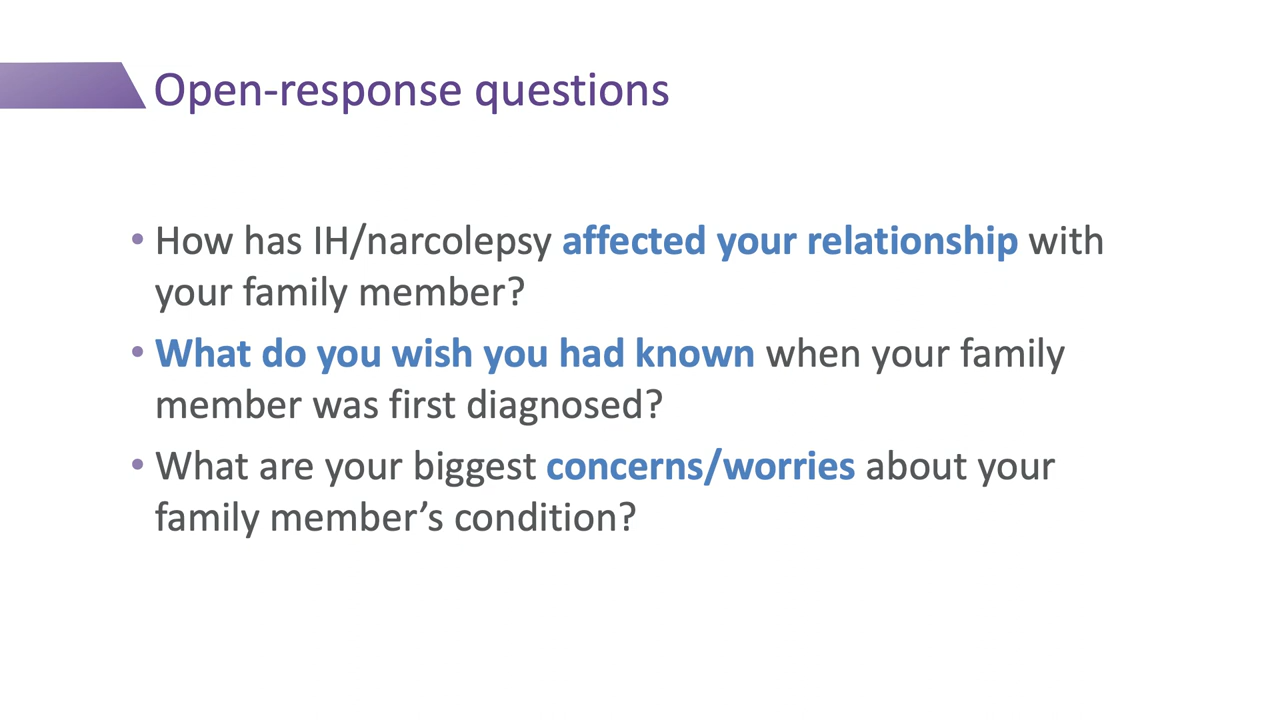 Open-response questions
• How has IH/narcolepsy affected your relationship with
your family member?
• What do you wish you had known when your family
member was first diagnosed?
• What are your biggest concerns/worries about your
family member’s condition?